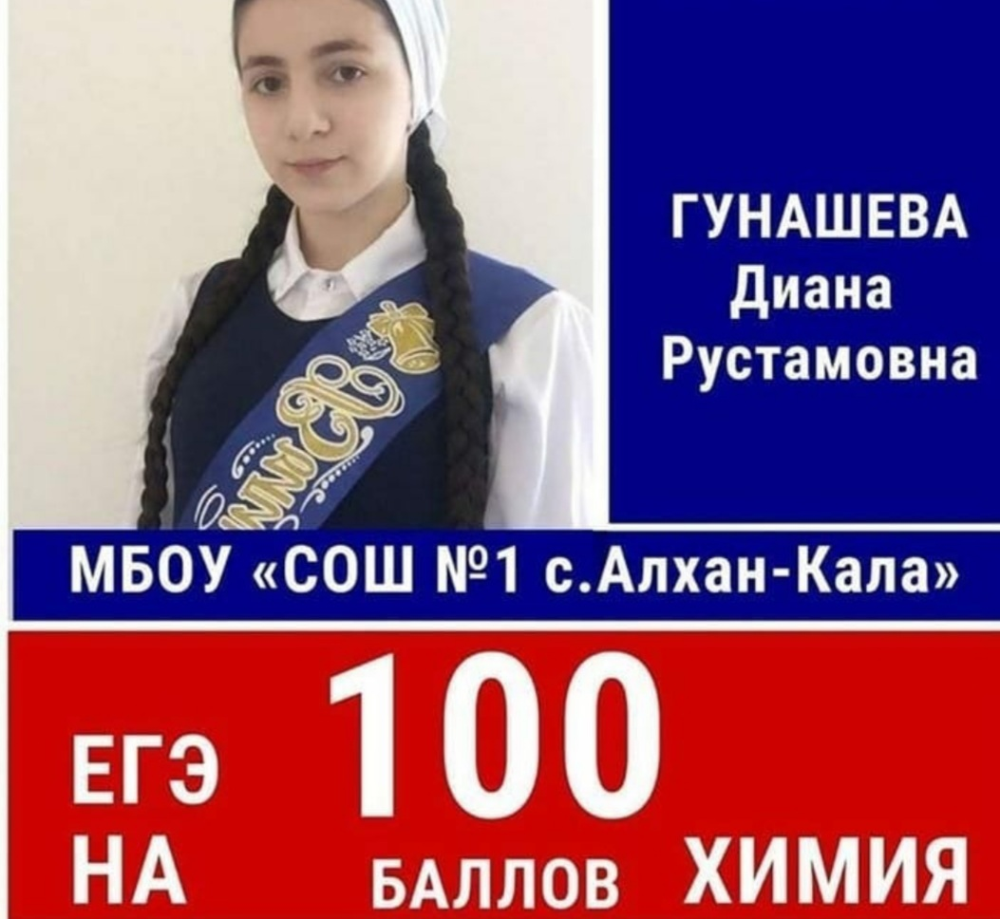 ГУНАШЕВА
Диана
Рустамовна
МБОУ «СОШ №1 с.Алхан-Кала»
ЕГЭ
НА
100
БАЛЛОВ
ХИМИЯ